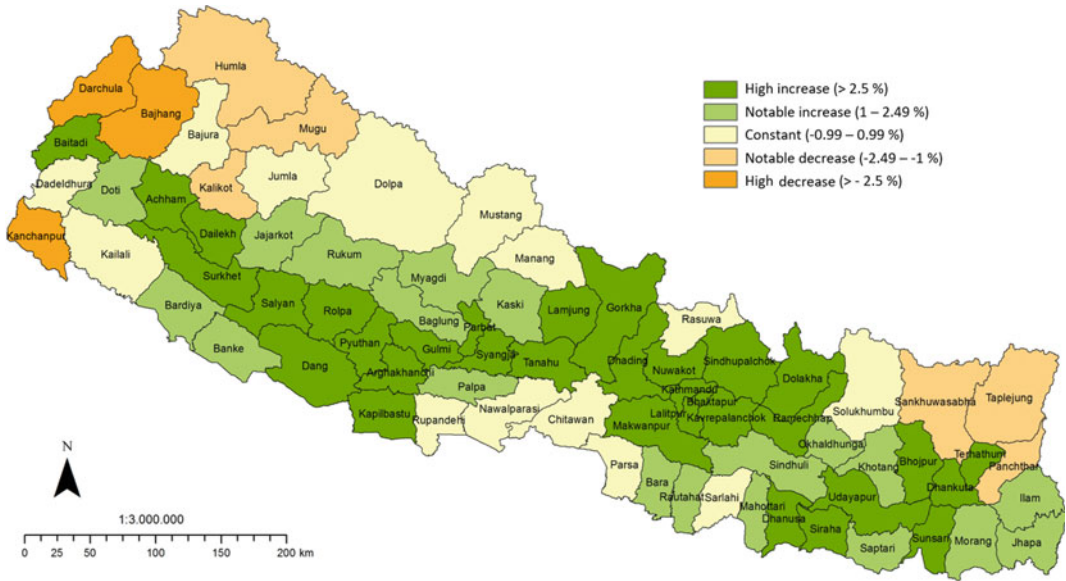 Humla
Darchula
High increase (> 2.5 %)
Bajhang
Notable increase (1 – 2.49 %)
Mugu
Bajura
Constant (-0.99 – 0.99 %)
Baitadi
Notable decrease (-2.49 – -1 %)
High decrease (> - 2.5 %)
Dadeldhura
Doti
Kalikot
Jumla
Dolpa
Achham
Mustang
Kanchanpur
Dailekh
Jajarkot
Kailali
Rukum
Manang
Surkhet
Myagdi
Bardiya
Salyan
Rolpa
Kaski
Lamjung
Gorkha
Baglung
Rasuwa
Parbat
Banke
Pyuthan
Gulmi
Syangja
Tanahu
Dhading
Nuwakot
Sindhupalchok
Dang
Arghakhanchi
Dolakha
Palpa
Kathmandu
Bhaktapur
Sankhuwasabha
Taplejung
Kapilbastu
Rupandehi
Nawalparasi
Chitawan
Lalitpur
Kavrepalanchok
Ramechhap
Solukhumbu
Makwanpur
Okhaldhunga
N
Parsa
Sindhuli
Khotang
Bhojpur
Terhathum
Panchthar
Bara
Rautahat
Sarlahi
Mahottari
Udayapur
Dhankuta
Ilam
Dhanusa
Siraha
Saptari
Sunsari
Morang
Jhapa
1:3.000.000
0 25 50 100 150 200 km